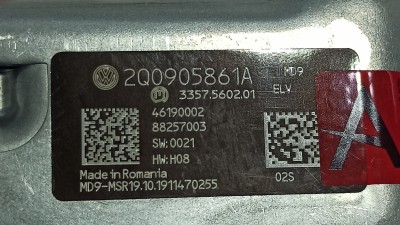 2Q0905861A MD9
3357.5602.01 ELV
46190002
88257003
SW:0021
HW:H08
Made in Romania
MD9-MSR19.10.1911470255
02S
A